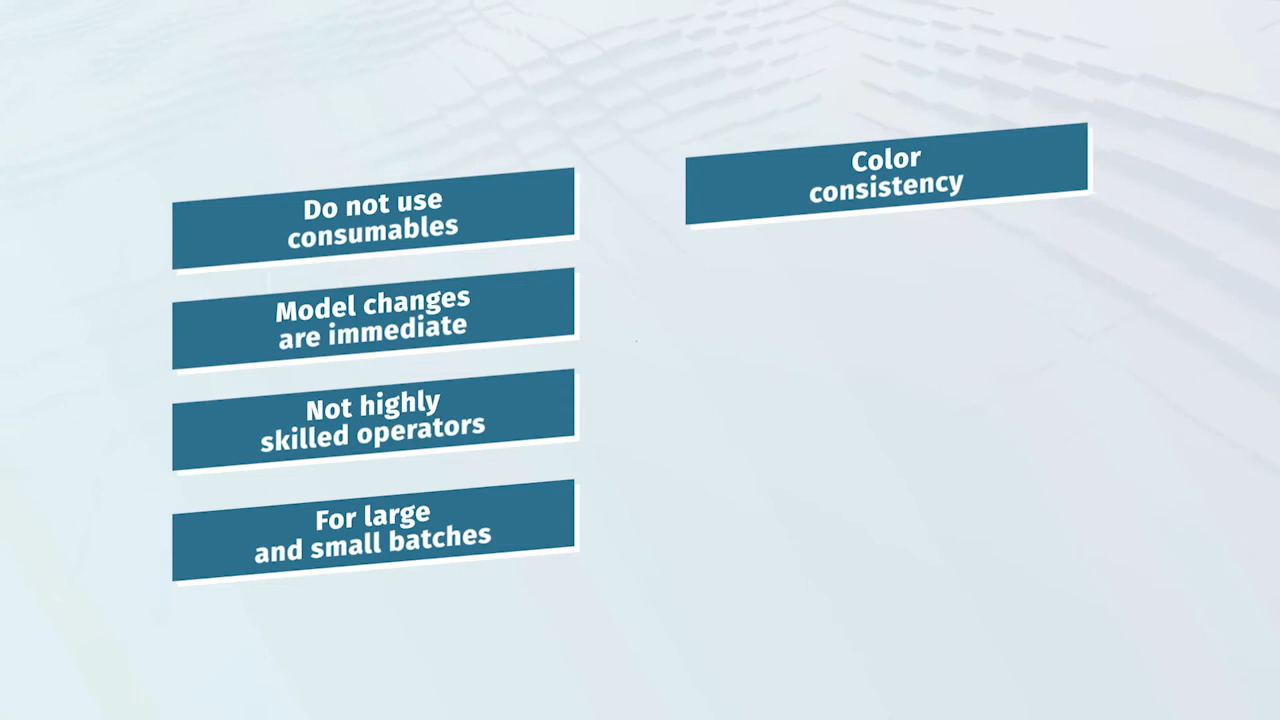 Do not use
consumables
Model changes
are immediate
Not highly
skilled operators
For large
and small batches
Color
consistency